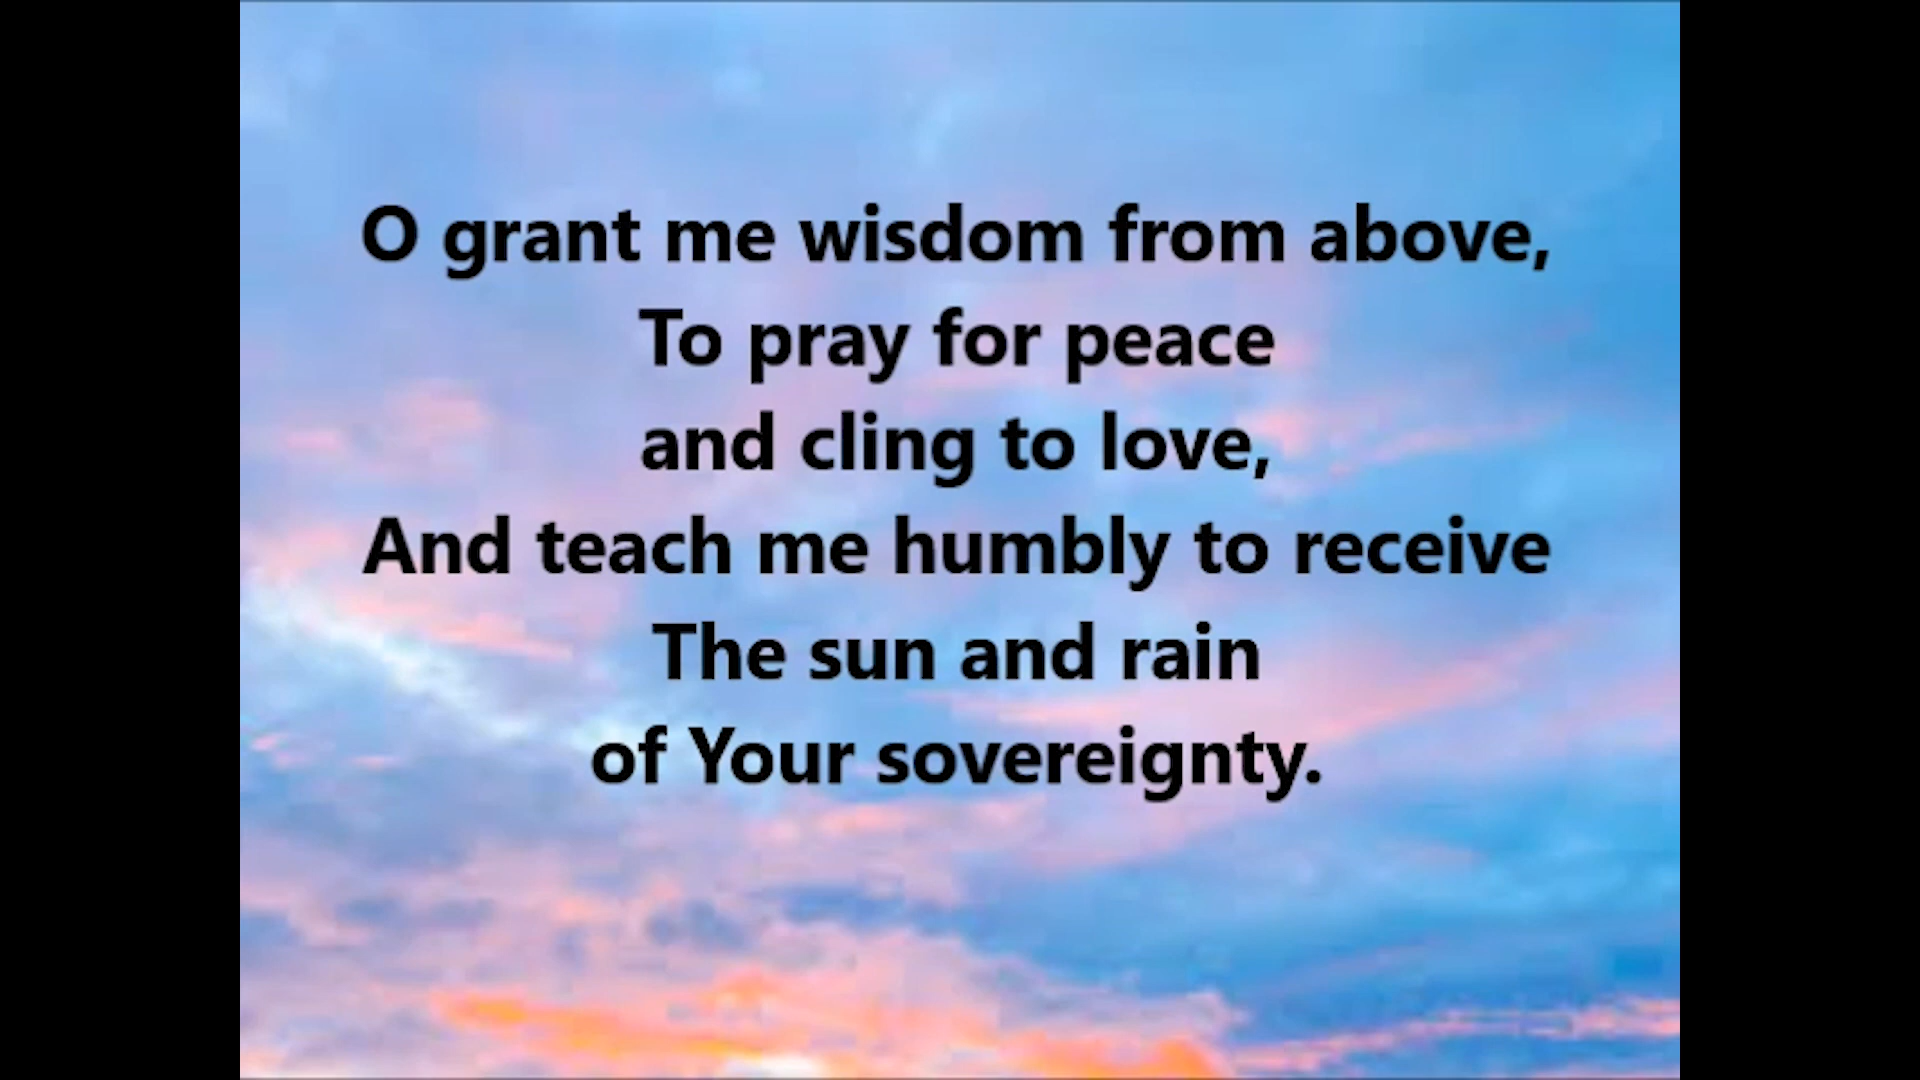 O grant me wisdom from above,
To pray for peace
and cling to love,
And teach me humbly to receive
The sun and rain
of Your sovereignty.